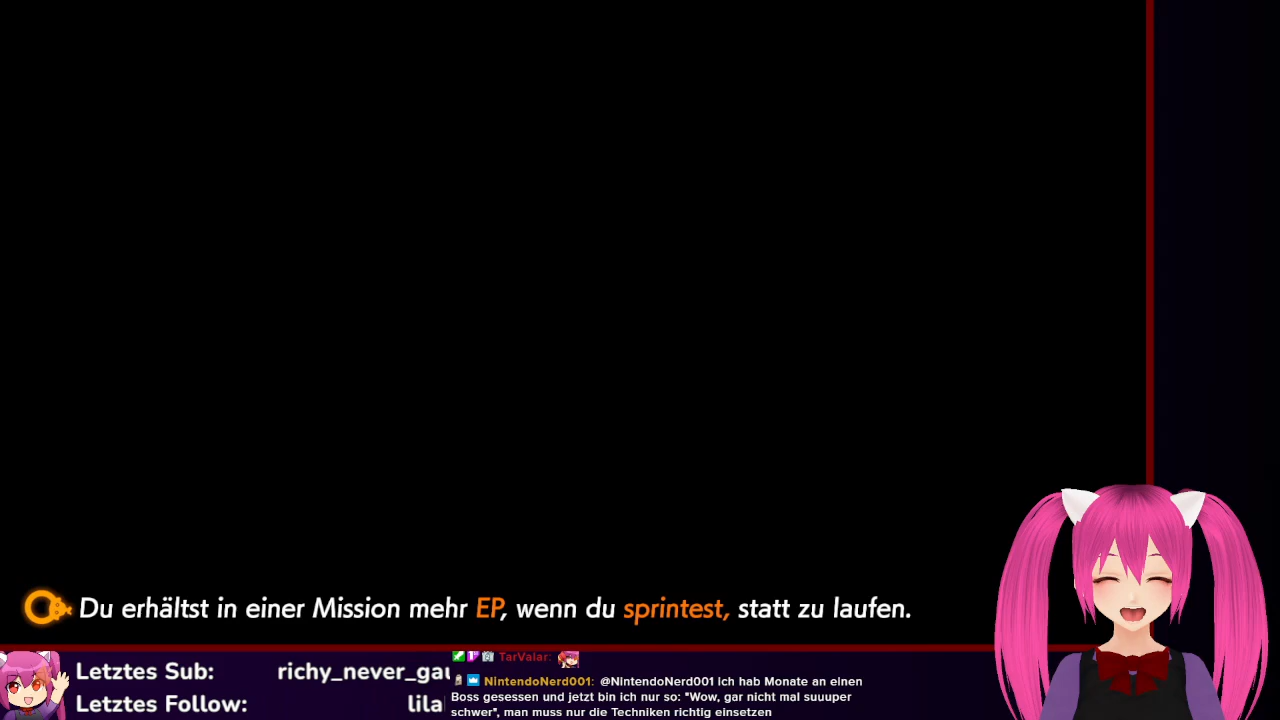 Du erhältst in einer Mission mehr EP, wenn du sprintest, statt zu laufen.
Letztes Sub: richy_never_gau
Letztes Follow: lila
TarValar:
NintendoNerd001: @NintendoNerd001 Ich hab Monate an einen
Boss gesessen und jetzt bin ich nur so: "Wow, gar nicht mal suuuper
schwer", man muss nur die Techniken richtig einsetzen